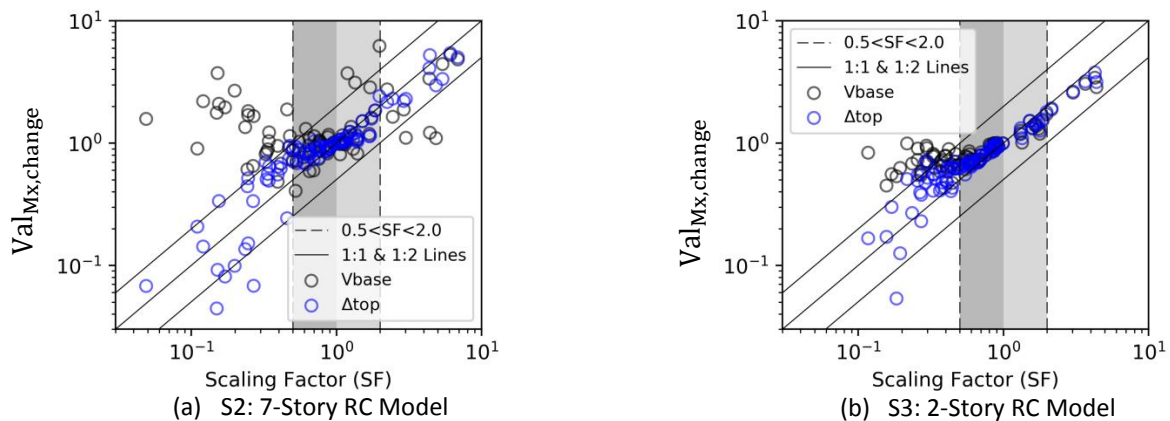 10¹
10⁰
10⁻¹
Val_Mx,change
0.5<SF<2.0
1:1 & 1:2 Lines
Vbase
Δtop
10⁻¹
10⁰
10¹
Scaling Factor (SF)
(a) S2: 7-Story RC Model
10¹
10⁰
10⁻¹
Val_Mx,change
0.5<SF<2.0
1:1 & 1:2 Lines
Vbase
Δtop
10⁻¹
10⁰
10¹
Scaling Factor (SF)
(b) S3: 2-Story RC Model